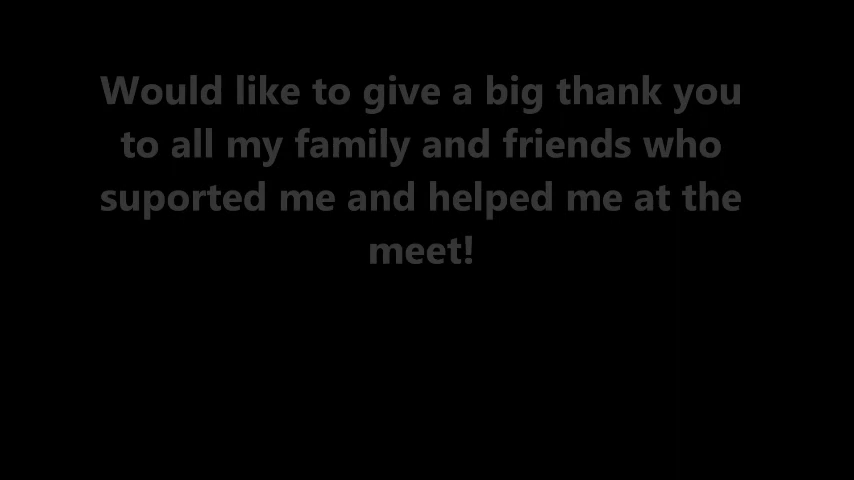 Would like to give a big thank you
to all my family and friends who
suported me and helped me at the
meet!